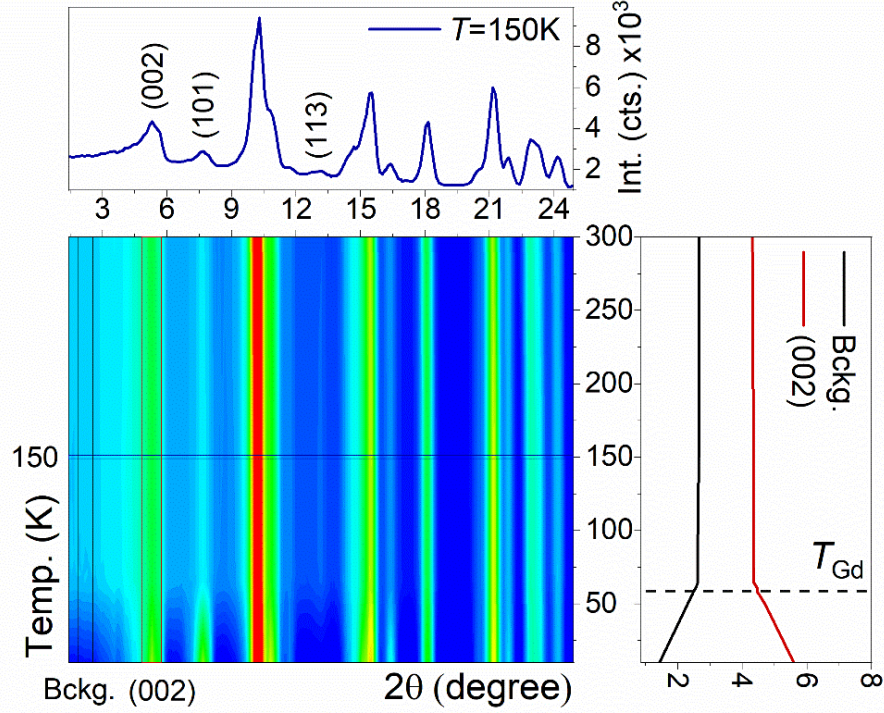 T=150K
(002)
(101)
(113)
8
6
4
2
Int. (cts.) x10³
3 6 9 12 15 18 21 24
300
250
200
150
100
50
150
Temp. (K)
Bckg. (002)
2θ (degree)
Bckg.
(002)
T_Gd
2 4 6 8